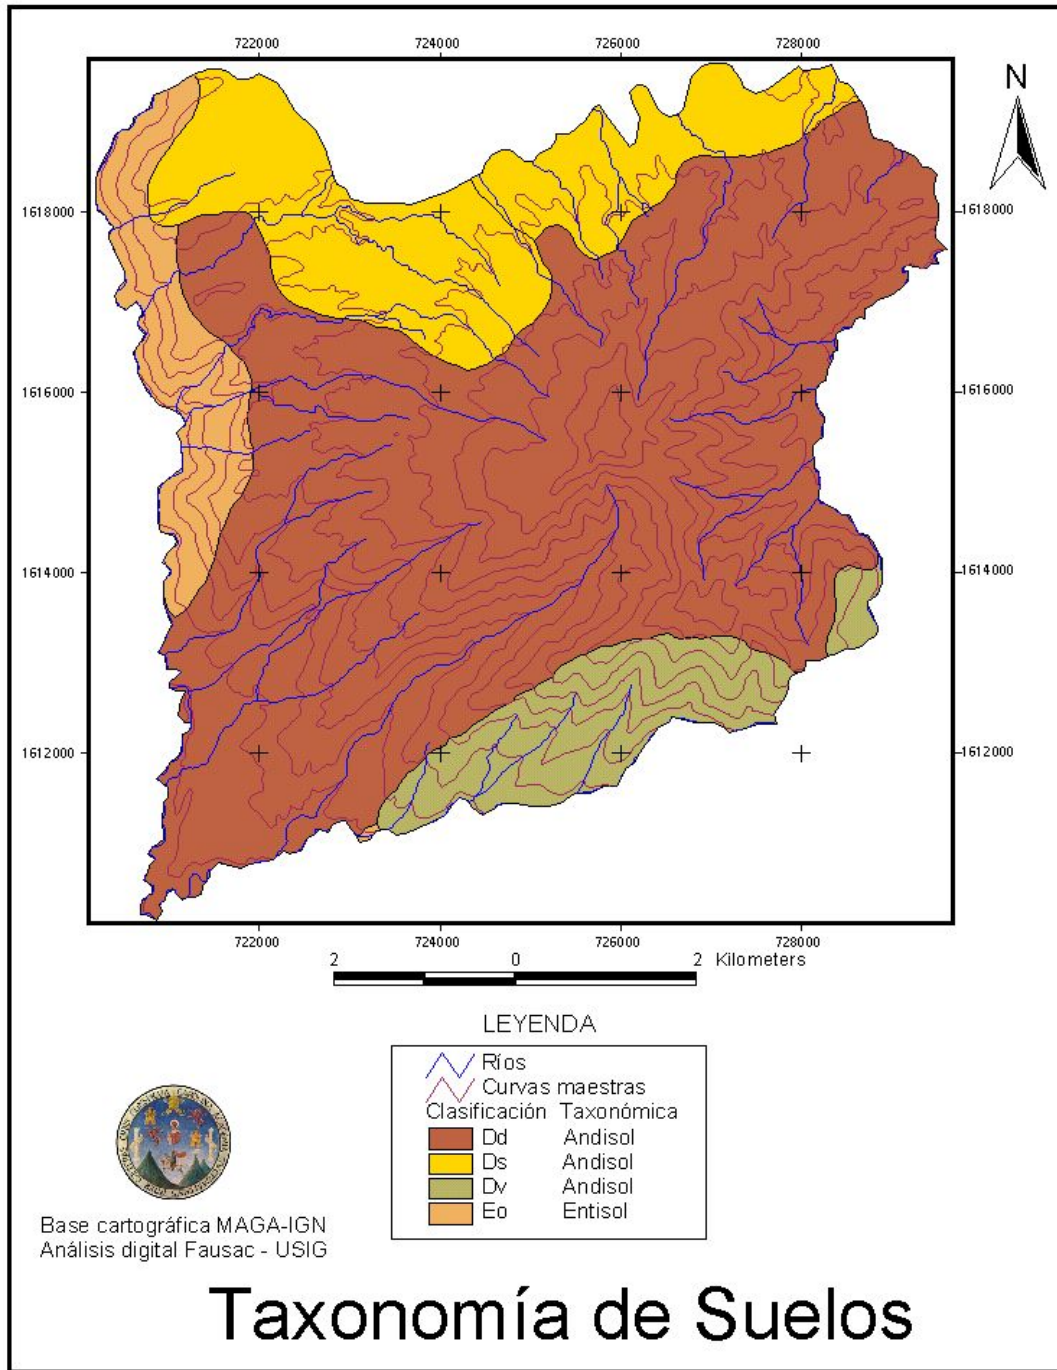 722000 724000 726000 728000
N
1618000 1618000
1616000 1616000
1614000 1614000
1612000 1612000
722000 724000 726000 728000
2 0 2 Kilometers
LEYENDA
Ríos
Curvas maestras
Clasificación Taxonómica
Dd Andisol
Ds Andisol
Dv Andisol
Eo Entisol
Base cartográfica MAGA-IGN
Análisis digital Fausac - USIG
Taxonomía de Suelos